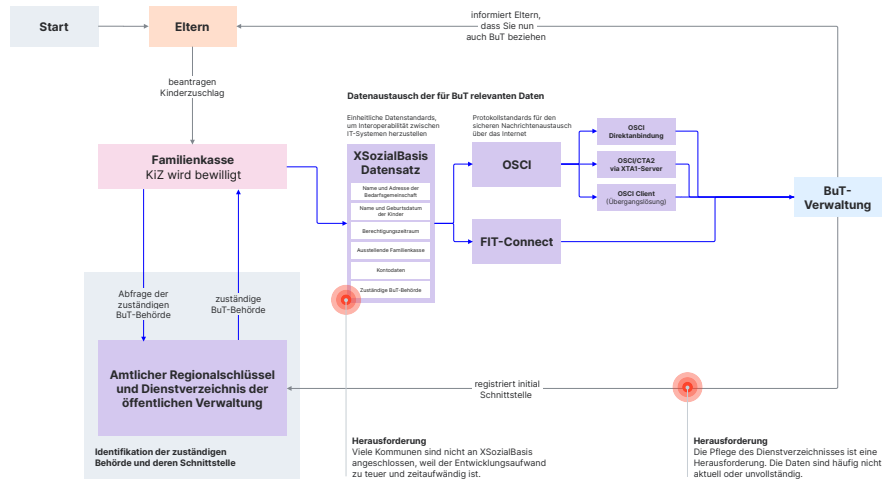 Start
Eltern
informiert Eltern,
dass Sie nun
auch BuT beziehen
beantragen
Kinderzuschlag
Datenaustausch der für BuT relevanten Daten
Einheitliche Datenstandards,
um Interoperabilität zwischen
IT-Systemen herzustellen
Protokollstandards für den
sicheren Nachrichtenaustausch
über das Internet
Familienkasse
KiZ wird bewilligt
XSozialBasis
Datensatz
Name und Adresse der
Bedarfsgemeinschaft
Name und Geburtsdatum
der Kinder
Berechtigungszeitraum
Ausstellende Familienkasse
Kontodaten
Zuständige BuT-Behörde
OSCI
FIT-Connect
OSCI
Direktanbindung
OSCI/CTA2
via XTA1-Server
OSCI Client
(Übergangslösung)
BuT-
Verwaltung
Abfrage der
zuständigen
BuT-Behörde
zuständige
BuT-Behörde
Amtlicher Regionalschlüssel
und Dienstverzeichnis der
öffentlichen Verwaltung
Identifikation der zuständigen
Behörde und deren Schnittstelle
registriert initial
Schnittstelle
Herausforderung
Viele Kommunen sind nicht an XSozialBasis
angeschlossen, weil der Entwicklungsaufwand
zu teuer und zeitaufwändig ist.
Herausforderung
Die Pflege des Dienstverzeichnisses ist eine
Herausforderung. Die Daten sind häufig nicht
aktuell oder unvollständig.